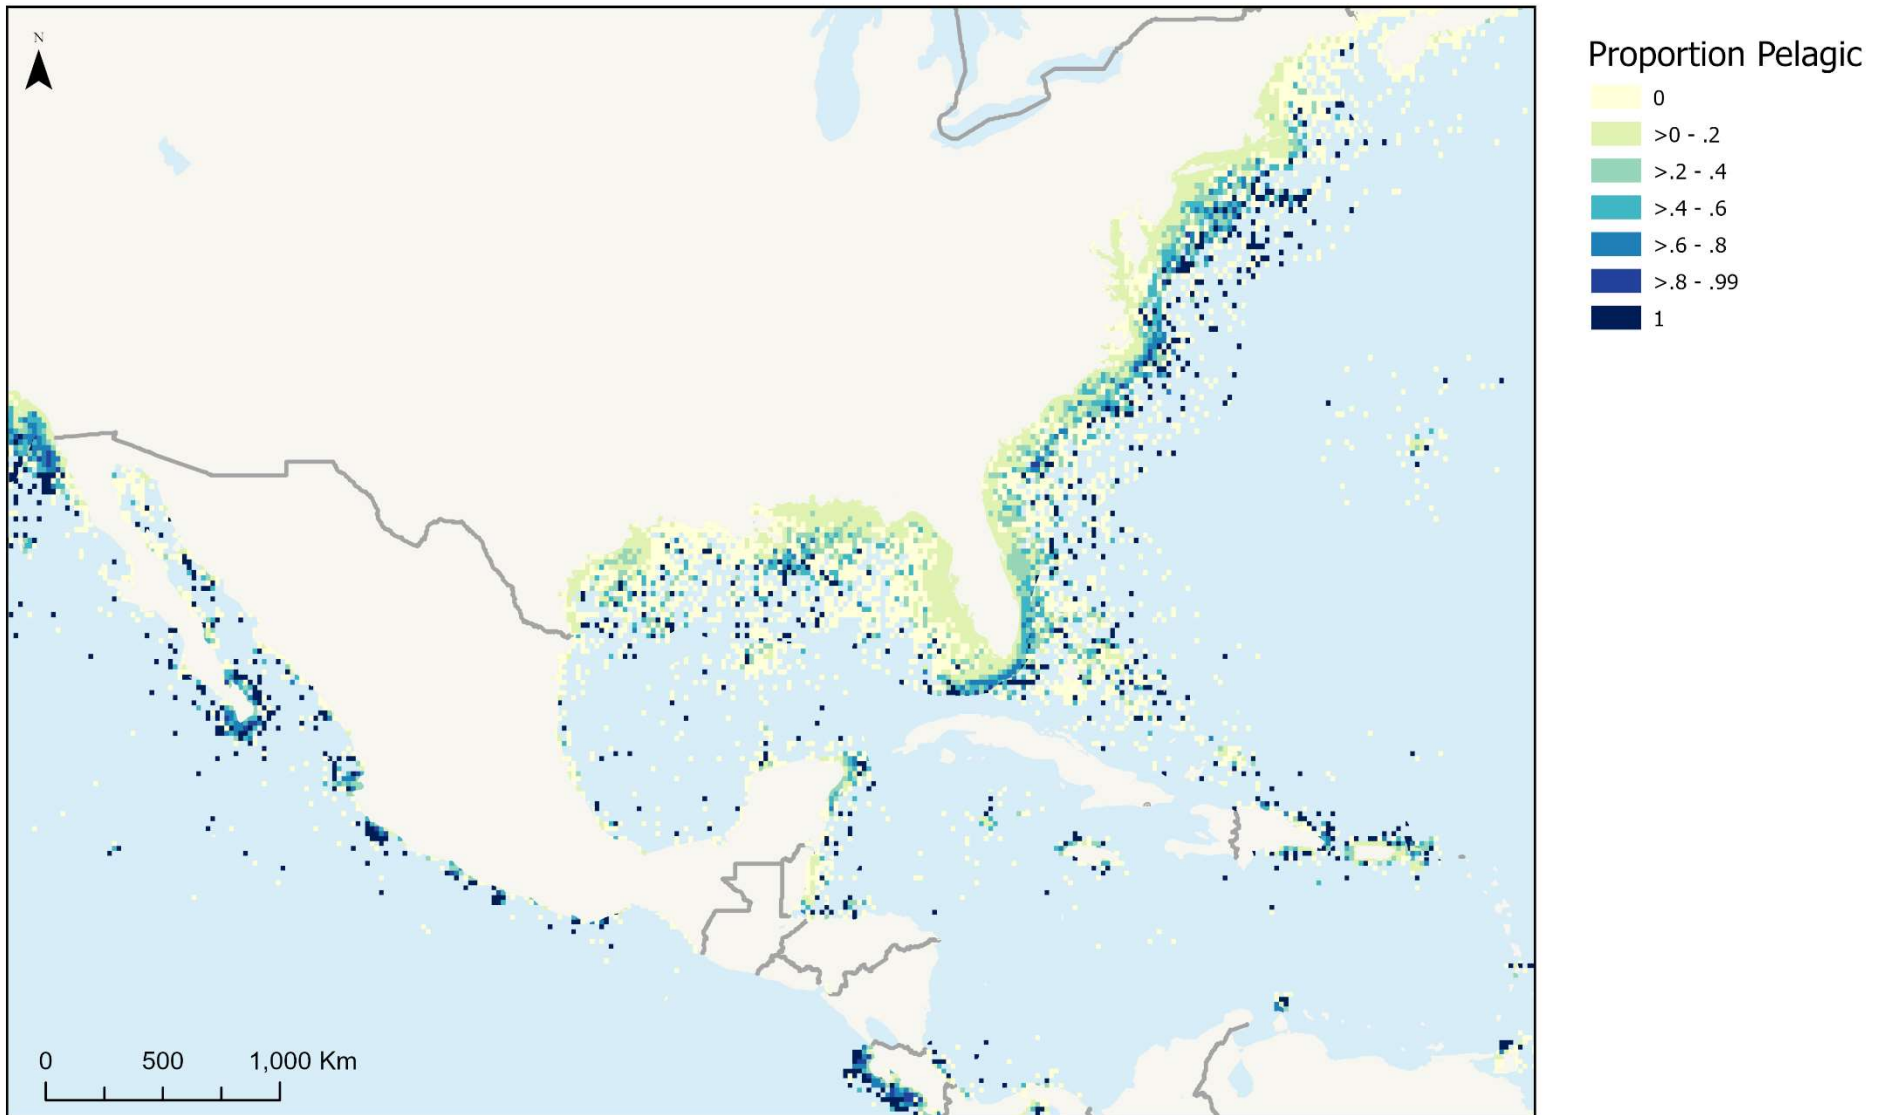 N
Proportion Pelagic
0
>0 - .2
>.2 - .4
>.4 - .6
>.6 - .8
>.8 - .99
1
0 500 1,000 Km